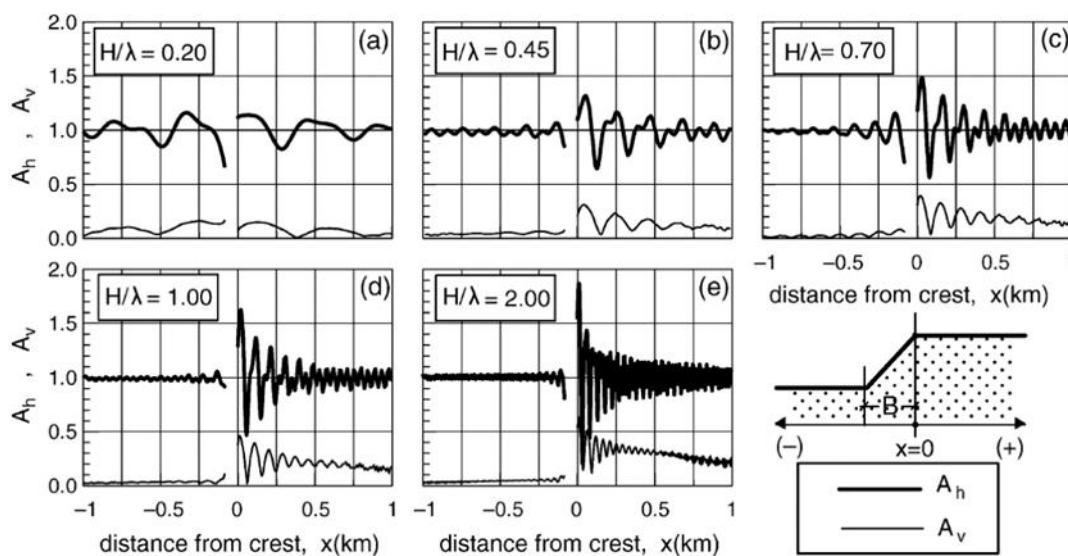 2.0
1.5
1.0
0.5
0.0
A_h , A_v
H/λ = 0.20
(a)
H/λ = 0.45
(b)
H/λ= 0.70
(c)
−1 −0.5 0 0.5 1
distance from crest, x(km)
2.0
1.5
1.0
0.5
0.0
A_h , A_v
H/λ = 1.00
(d)
H/λ = 2.00
(e)
−1 −0.5 0 0.5 1
distance from crest, x(km)
−1 −0.5 0 0.5 1
distance from crest, x(km)
B
(−) x=0 (+)
A_h
A_v